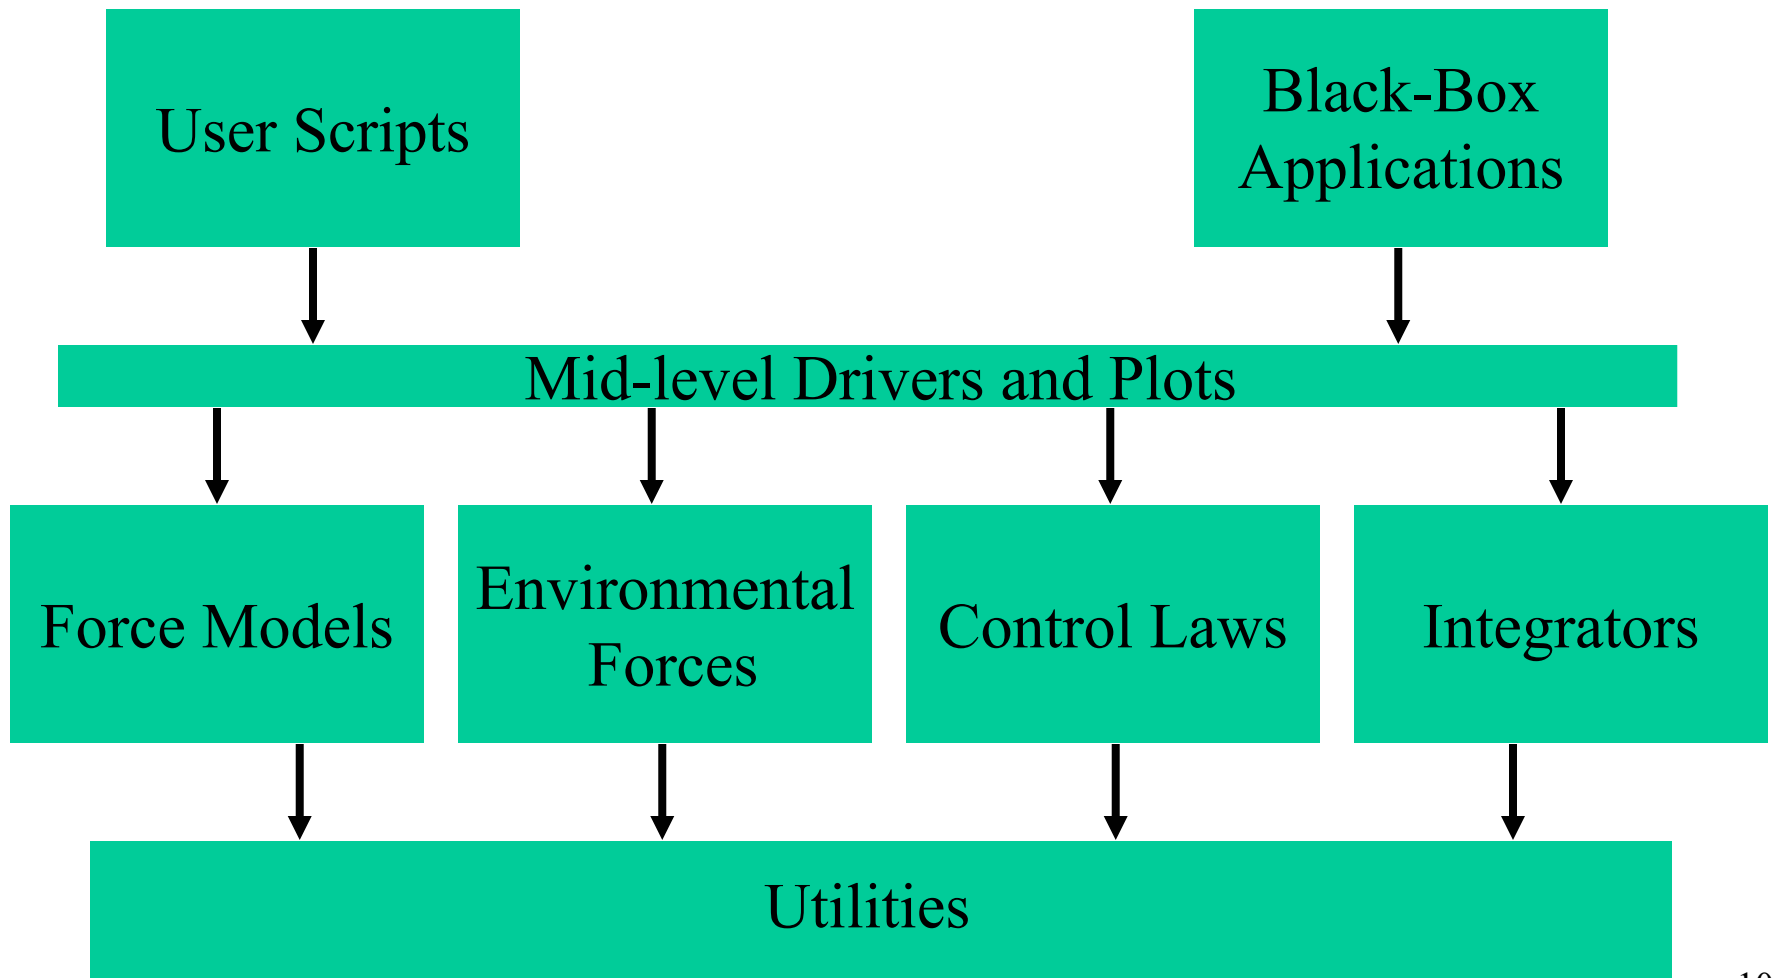 User Scripts
Black-Box
Applications
Mid-level Drivers and Plots
Force Models
Environmental
Forces
Control Laws
Integrators
Utilities